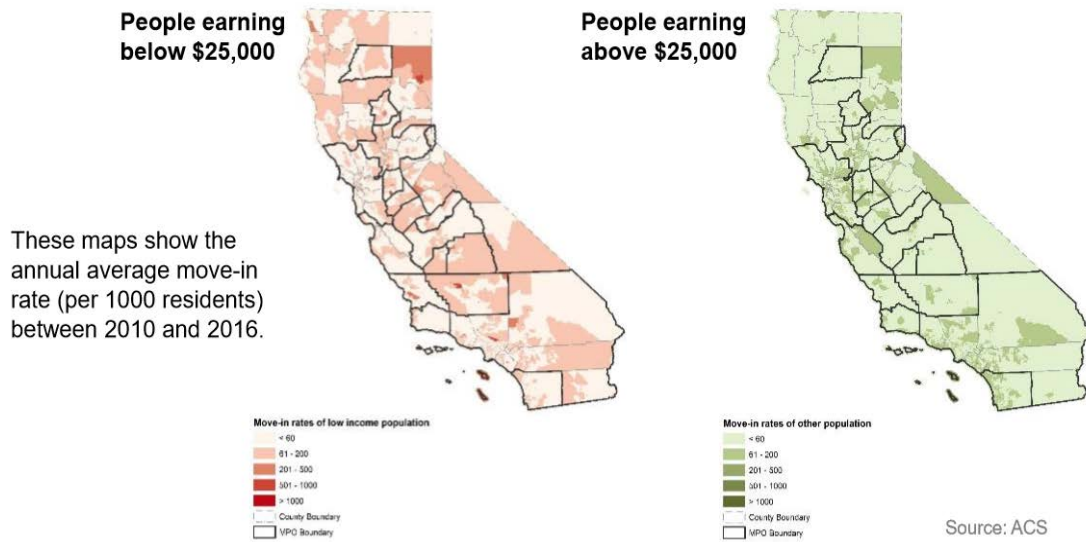 People earning
below $25,000
People earning
above $25,000
These maps show the
annual average move-in
rate (per 1000 residents)
between 2010 and 2016.
Move-in rates of low income population
< 60
61 - 200
201 - 500
501 - 1000
> 1000
County Boundary
MPO Boundary
Move-in rates of other population
< 60
61 - 200
201 - 500
501 - 1000
> 1000
County Boundary
MPO Boundary
Source: ACS